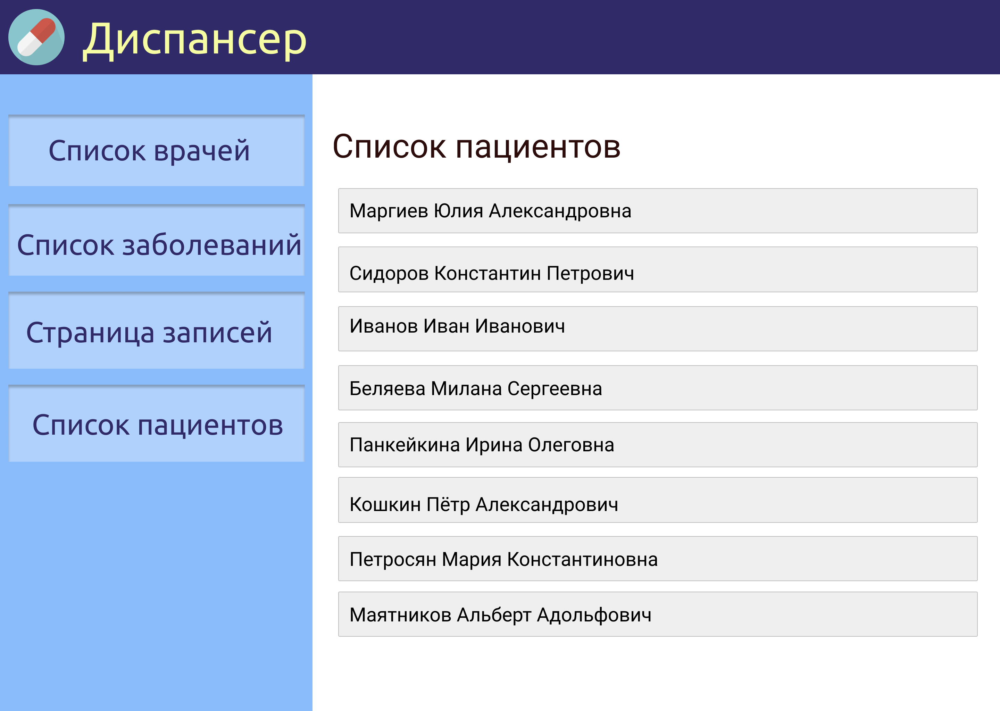 Диспансер
Список врачей
Список заболеваний
Страница записей
Список пациентов
Список пациентов
Маргиев Юлия Александровна
Сидоров Константин Петрович
Иванов Иван Иванович
Беляева Милана Сергеевна
Панкейкина Ирина Олеговна
Кошкин Пётр Александрович
Петросян Мария Константиновна
Маятников Альберт Адольфович